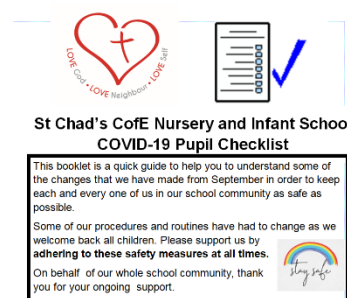 LOVE God • LOVE Neighbour • LOVE Self
St Chad's CofE Nursery and Infant Schoo
COVID-19 Pupil Checklist
This booklet is a quick guide to help you to understand some of
the changes that we have made from September in order to keep
each and every one of us in our school community as safe as
possible.
Some of our procedures and routines have had to change as we
welcome back all children. Please support us by
adhering to these safety measures at all times.
On behalf of our whole school community, thank
you for your ongoing support.
stay safe